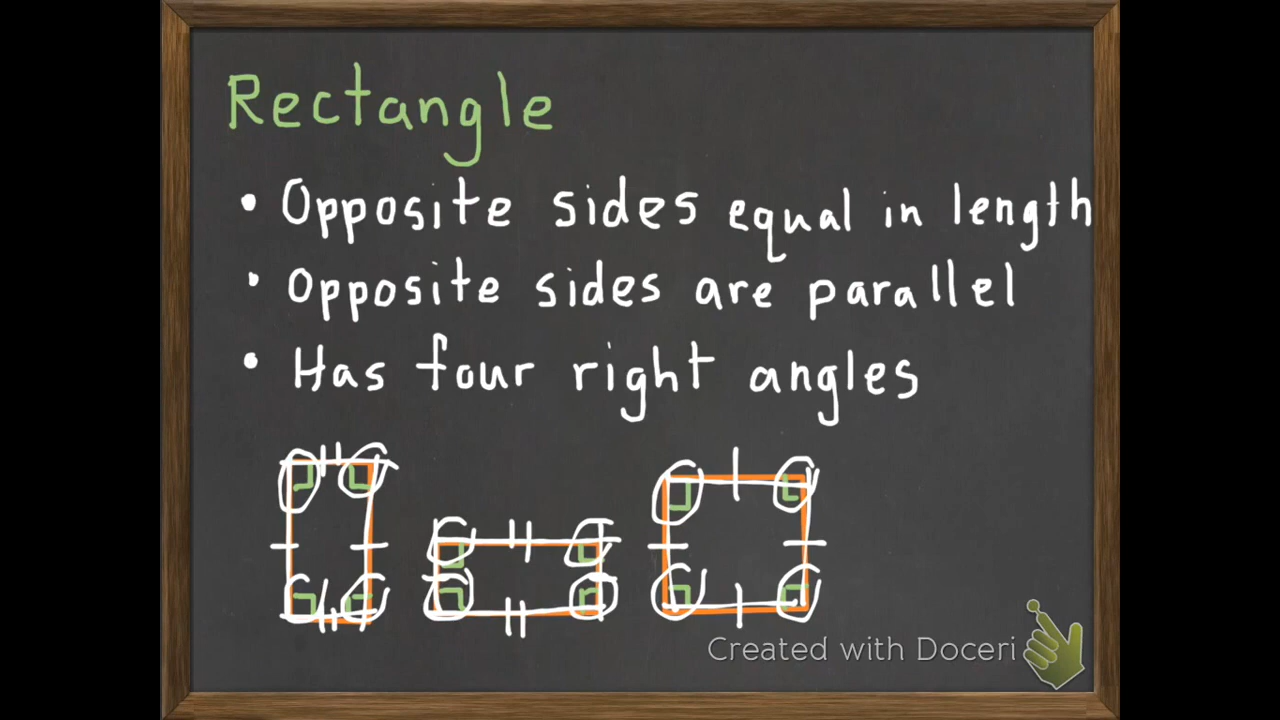 Rectangle
• Opposite sides equal in length
• Opposite sides are parallel
• Has four right angles
Created with Doceri